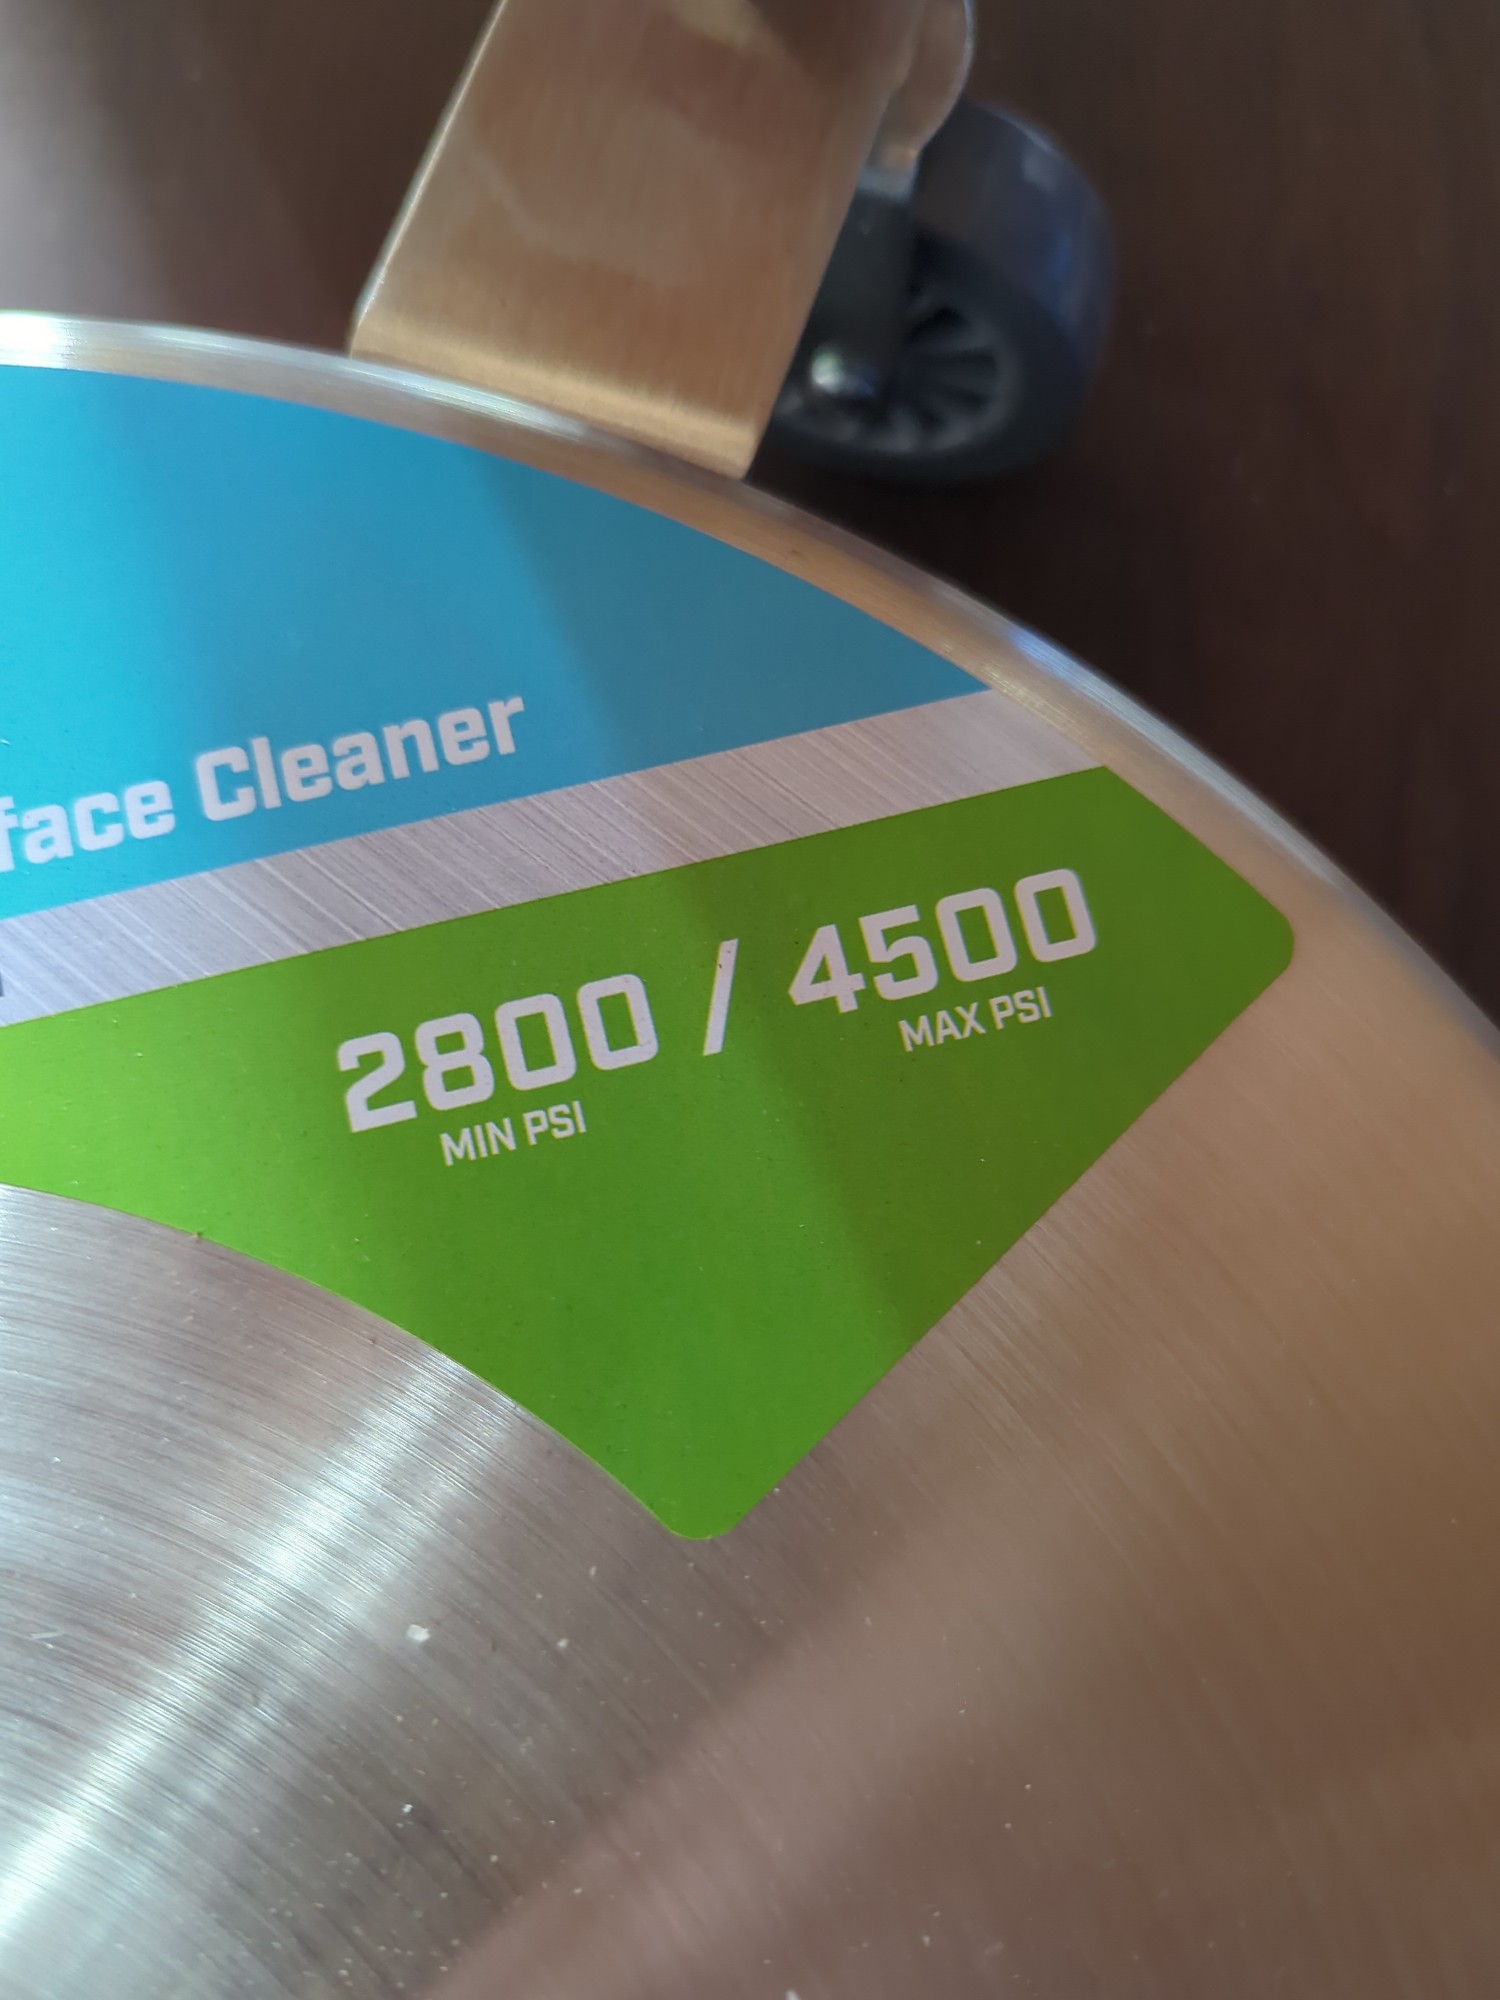 face Cleaner
2800 / 4500
MIN PSI MAX PSI